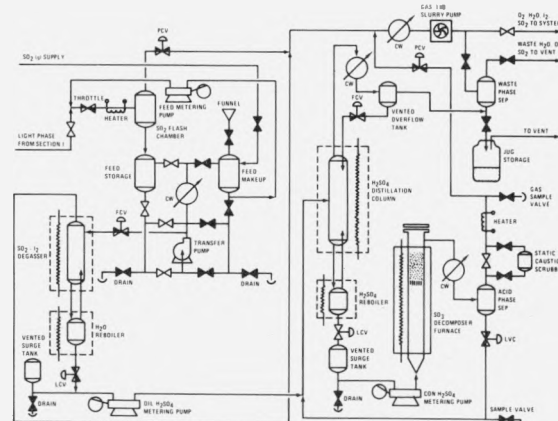 GAS
SLURRY PUMP
O2 H2O I2
SO2 TO SYSTEM
PCV
CW
WASTE H2O O
SO2 TO VENT
SO2 (ℓ) SUPPLY
PCV
CW
WASTE
PHASE
SEP
THROTTLE
FEED METERING
PUMP
FUNNEL
FCV
VENTED
OVERFLOW
TANK
HEATER
SO2 FLASH
CHAMBER
TO VENT
LIGHT PHASE
FROM SECTION I
JUG
STORAGE
FEED
STORAGE
FEED
MAKEUP
H2SO4
DISTILLATION
COLUMN
GAS
SAMPLE
VALVE
CW
FCV
HEATER
SO2 - I2
DEGASSER
TRANSFER
PUMP
STATIC
CAUSTIC
SCRUBB
CW
DRAIN
DRAIN
H2SO4
REBOILER
ACID
PHASE
SEP
H2O
REBOILER
SO2
DECOMPOSER
FURNACE
LCV
LVC
VENTED
SURGE
TANK
VENTED
SURGE
TANK
LCV
DRAIN
DIL H2SO4
METERING PUMP
DRAIN
CON H2SO4
METERING PUMP
SAMPLE VALVE